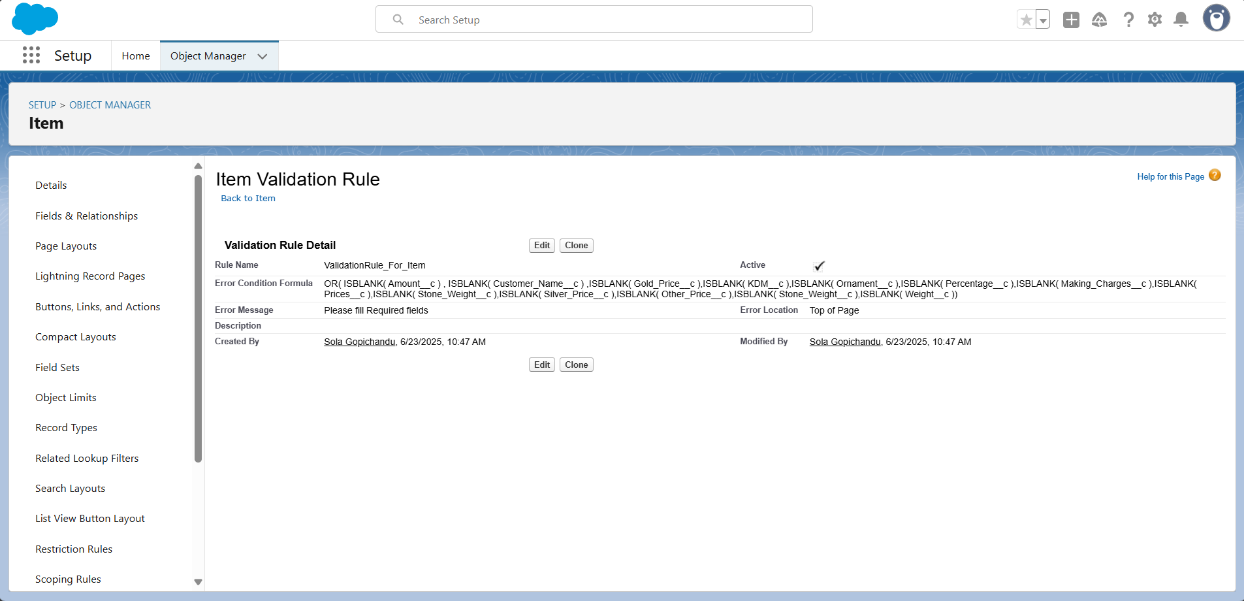 Search Setup
Setup
Home
Object Manager
SETUP > OBJECT MANAGER
Item
Details
Fields & Relationships
Page Layouts
Lightning Record Pages
Buttons, Links, and Actions
Compact Layouts
Field Sets
Object Limits
Record Types
Related Lookup Filters
Search Layouts
List View Button Layout
Restriction Rules
Scoping Rules
Item Validation Rule
Help for this Page ?
Back to Item
Validation Rule Detail
Edit Clone
Rule Name ValidationRule_For_Item Active ✓
Error Condition Formula OR( ISBLANK( Amount__c ) , ISBLANK( Customer_Name__c ) ,ISBLANK( Gold_Price__c ),ISBLANK( KDM__c ),ISBLANK( Ornament__c ),ISBLANK( Percentage__c ),ISBLANK( Making_Charges__c ),ISBLANK(
Prices__c ),ISBLANK( Stone_Weight__c ),ISBLANK( Silver_Price__c ),ISBLANK( Other_Price__c ),ISBLANK( Stone_Weight__c ),ISBLANK( Weight__c ))
Error Message Please fill Required fields Error Location Top of Page
Description
Created By Sola Gopichandu, 6/23/2025, 10:47 AM Modified By Sola Gopichandu, 6/23/2025, 10:47 AM
Edit Clone